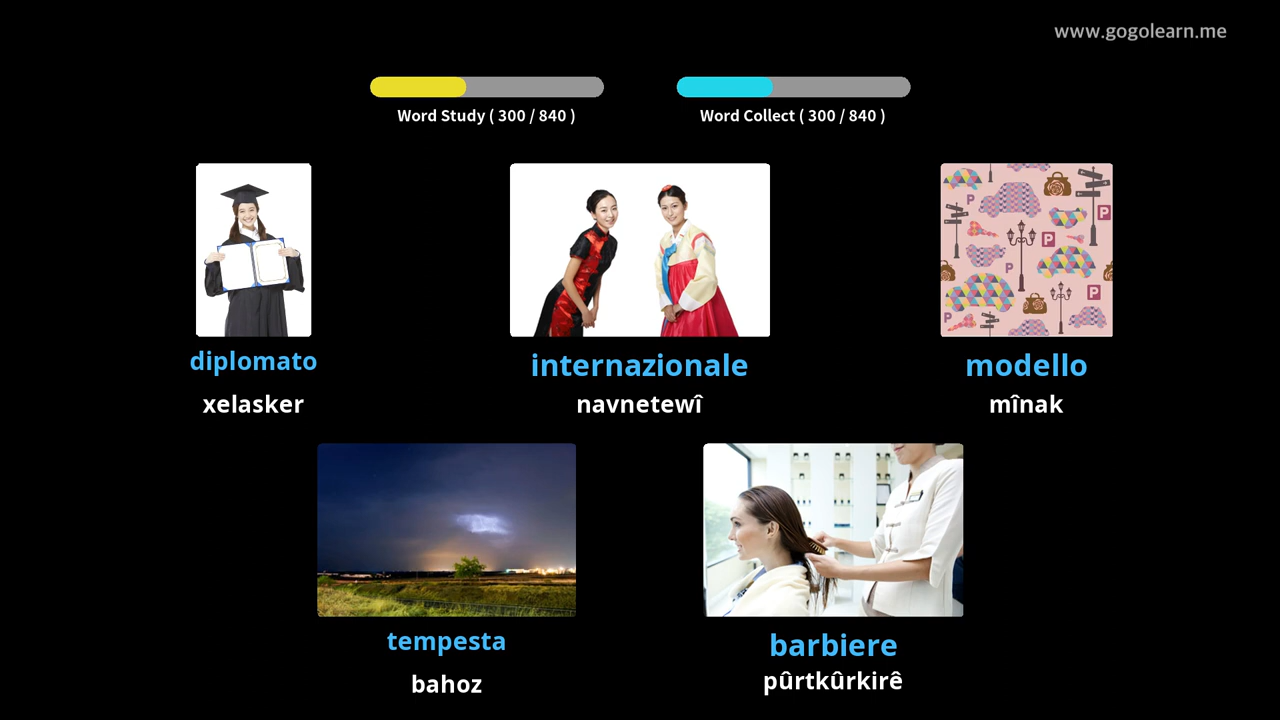 www.gogolearn.me
Word Study ( 300 / 840 )
Word Collect ( 300 / 840 )
P
P
P
P
P
P
diplomato
internazionale
modello
xelasker
navnetewî
mînak
tempesta
barbiere
bahoz
pûrtkûrkirê